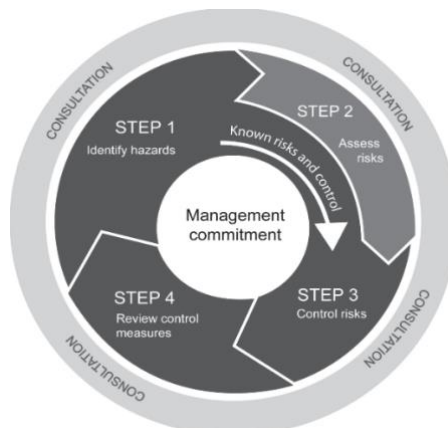 CONSULTATION
CONSULTATION
STEP 1
Identify hazards
STEP 2
Assess
risks
Known risks and control
Management
commitment
STEP 4
Review control
measures
STEP 3
Control risks
CONSULTATION
CONSULTATION